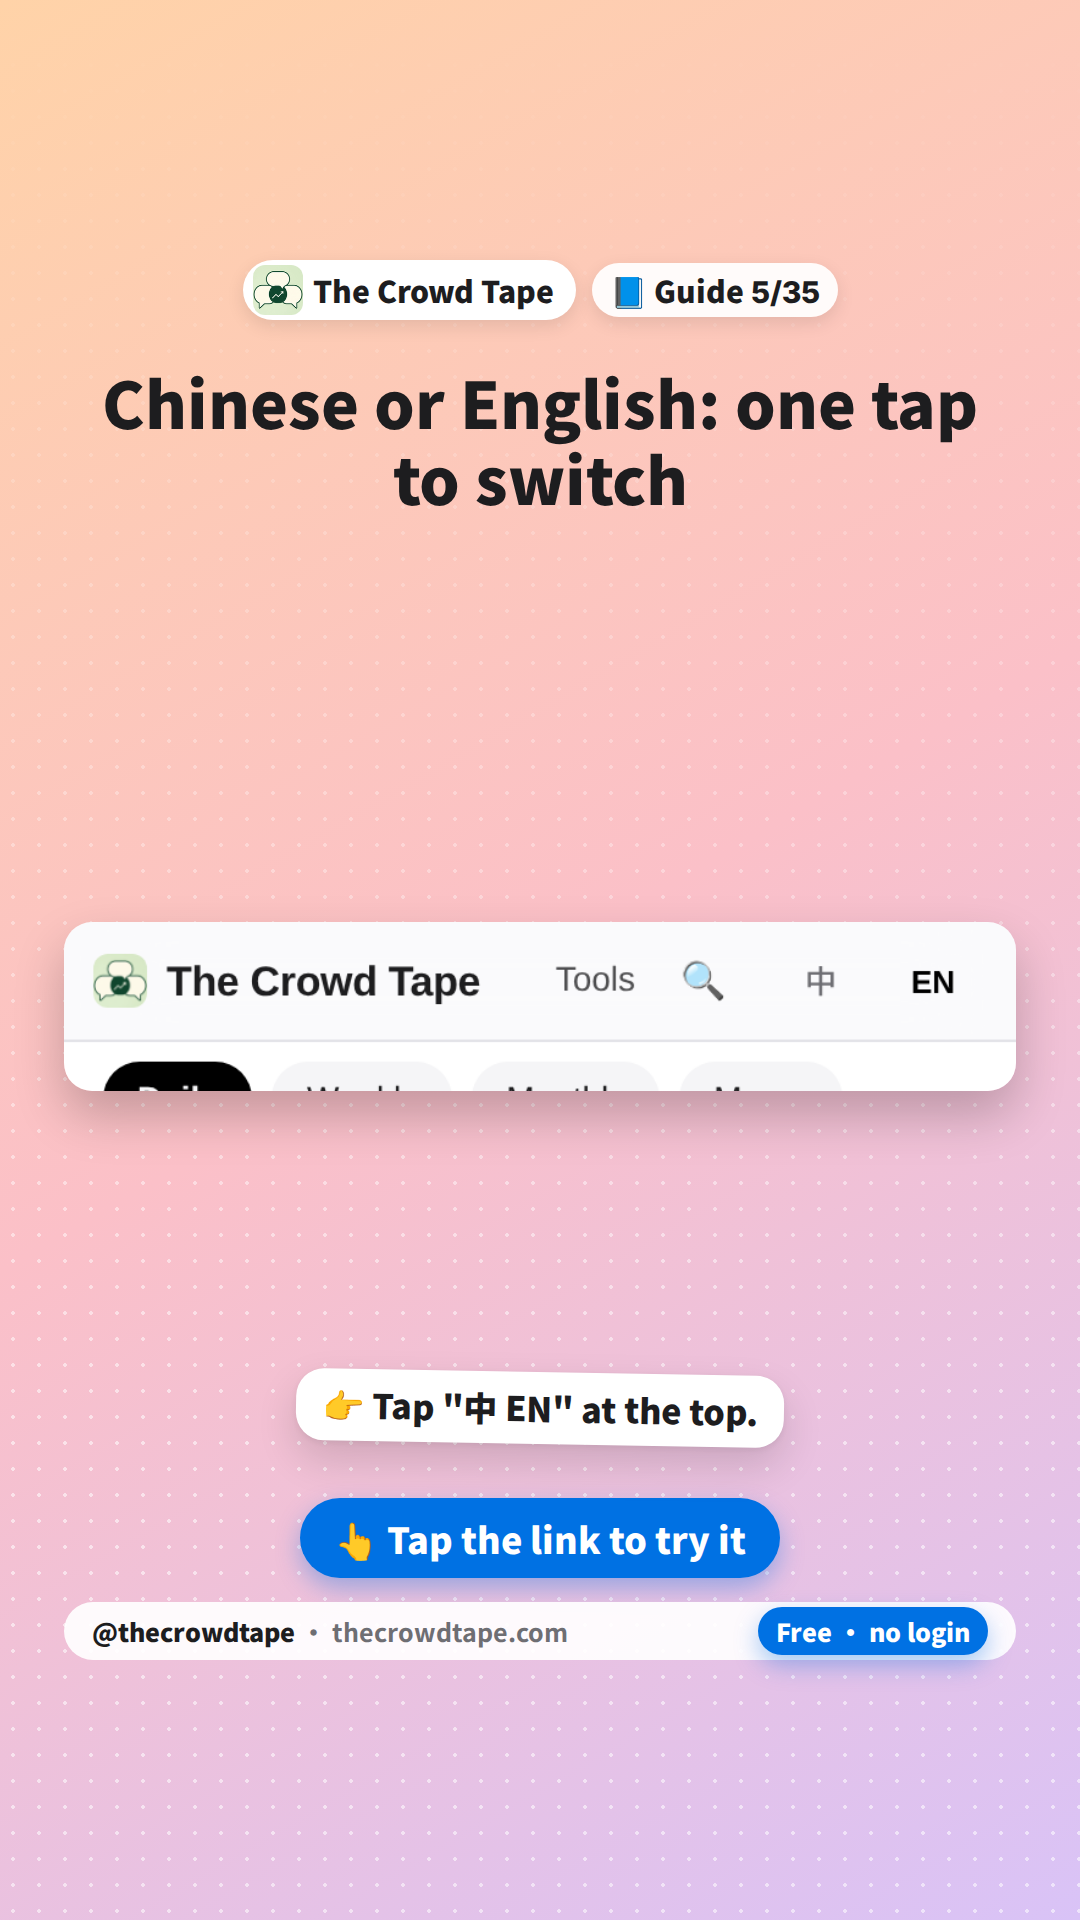 The Crowd Tape
Guide 5/35
Chinese or English: one tap
to switch
The Crowd Tape Tools 中 EN
Tap "中 EN" at the top.
Tap the link to try it
@thecrowdtape • thecrowdtape.com
Free • no login